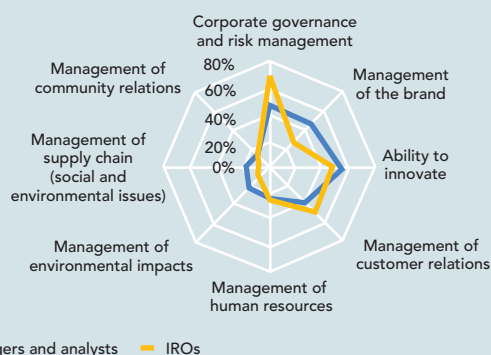 Corporate governance
and risk management
80%
60%
40%
20%
0%
Management
of the brand
Ability to
innovate
Management of
customer relations
Management of
human resources
Management of
environmental impacts
Management of
supply chain
(social and
environmental issues)
Management of
community relations
and analysts
IROs